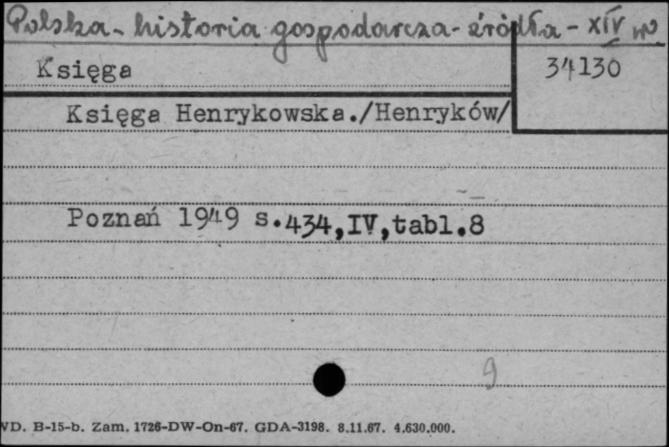 Polska - historia gospodarcza - źródła - XIV w.
Księga
34130
Księga Henrykowska./Henryków/
Poznań 1949 s.434,IV,tabl.8
9
VD. B-15-b. Zam. 1726-DW-On-67. GDA-3198. 8.11.67. 4.630.000.